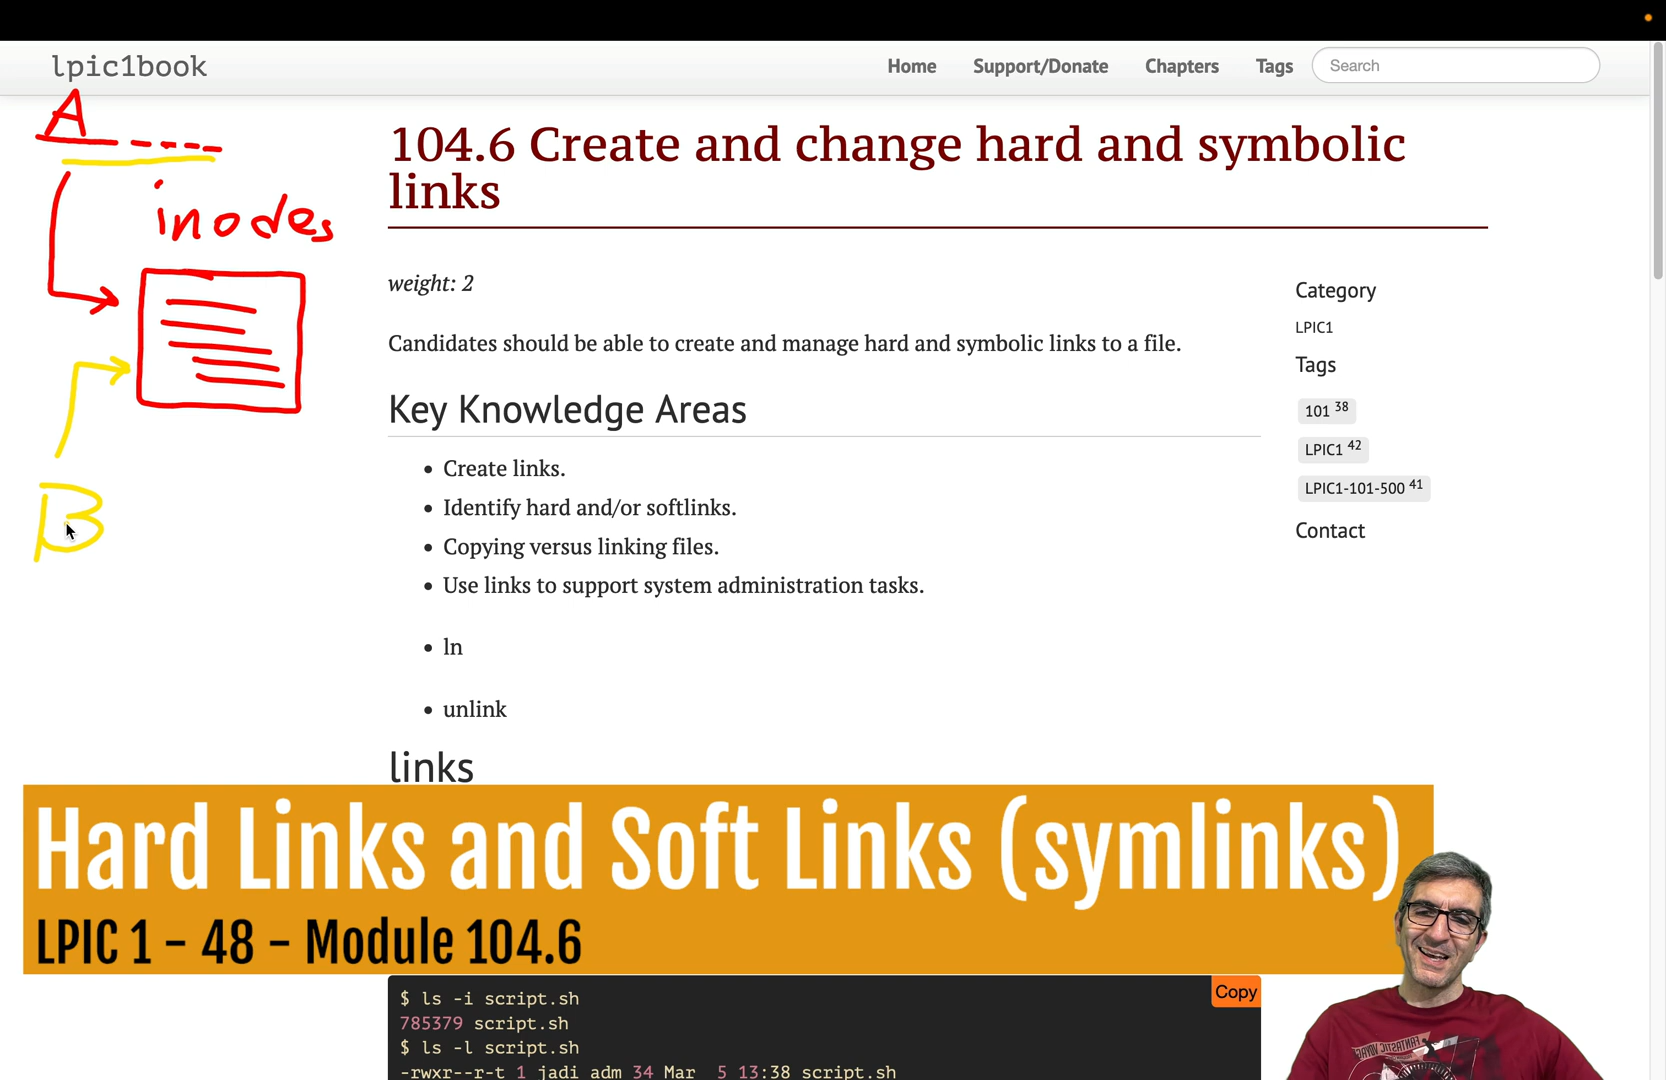 lpic1book
Home Support/Donate Chapters Tags Search
A
inodes
B
104.6 Create and change hard and symbolic
links
weight: 2
Candidates should be able to create and manage hard and symbolic links to a file.
Key Knowledge Areas
• Create links.
• Identify hard and/or softlinks.
• Copying versus linking files.
• Use links to support system administration tasks.
• ln
• unlink
links
Category
LPIC1
Tags
101 38
LPIC1 42
LPIC1-101-500 41
Contact
Hard Links and Soft Links (symlinks)
LPIC 1 - 48 - Module 104.6
Copy
$ ls -i script.sh
785379 script.sh
$ ls -l script.sh
-rwxr--r-t 1 jadi adm 34 Mar  5 13:38 script.sh
FANTASTIC VOYAGE